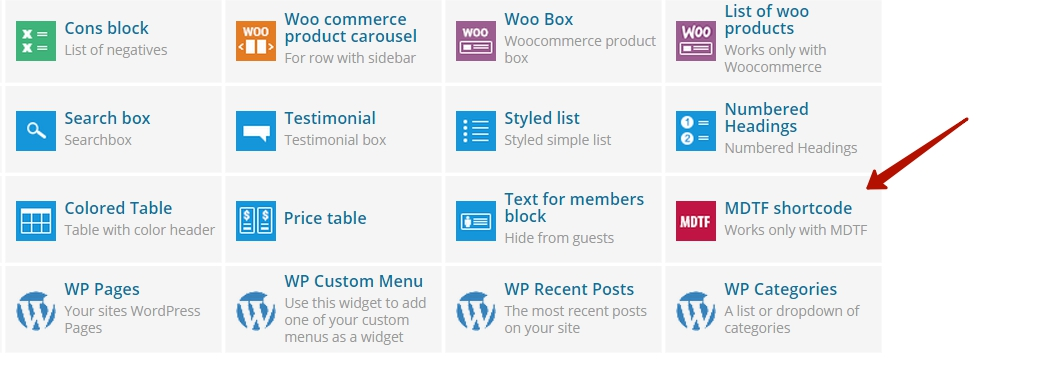 Cons block
List of negatives
WOO
Woo commerce
product carousel
For row with sidebar
WOO
Woo Box
Woocommerce product
box
Woo
List of woo
products
Works only with
Woocommerce
Search box
Searchbox
Testimonial
Testimonial box
Styled list
Styled simple list
1
2
Numbered
Headings
Numbered Headings
Colored Table
Table with color header
$ $
Price table
Text for members
block
Hide from guests
MDTF
MDTF shortcode
Works only with MDTF
W
WP Pages
Your sites WordPress
Pages
W
WP Custom Menu
Use this widget to add
one of your custom
menus as a widget
W
WP Recent Posts
The most recent posts
on your site
W
WP Categories
A list or dropdown of
categories